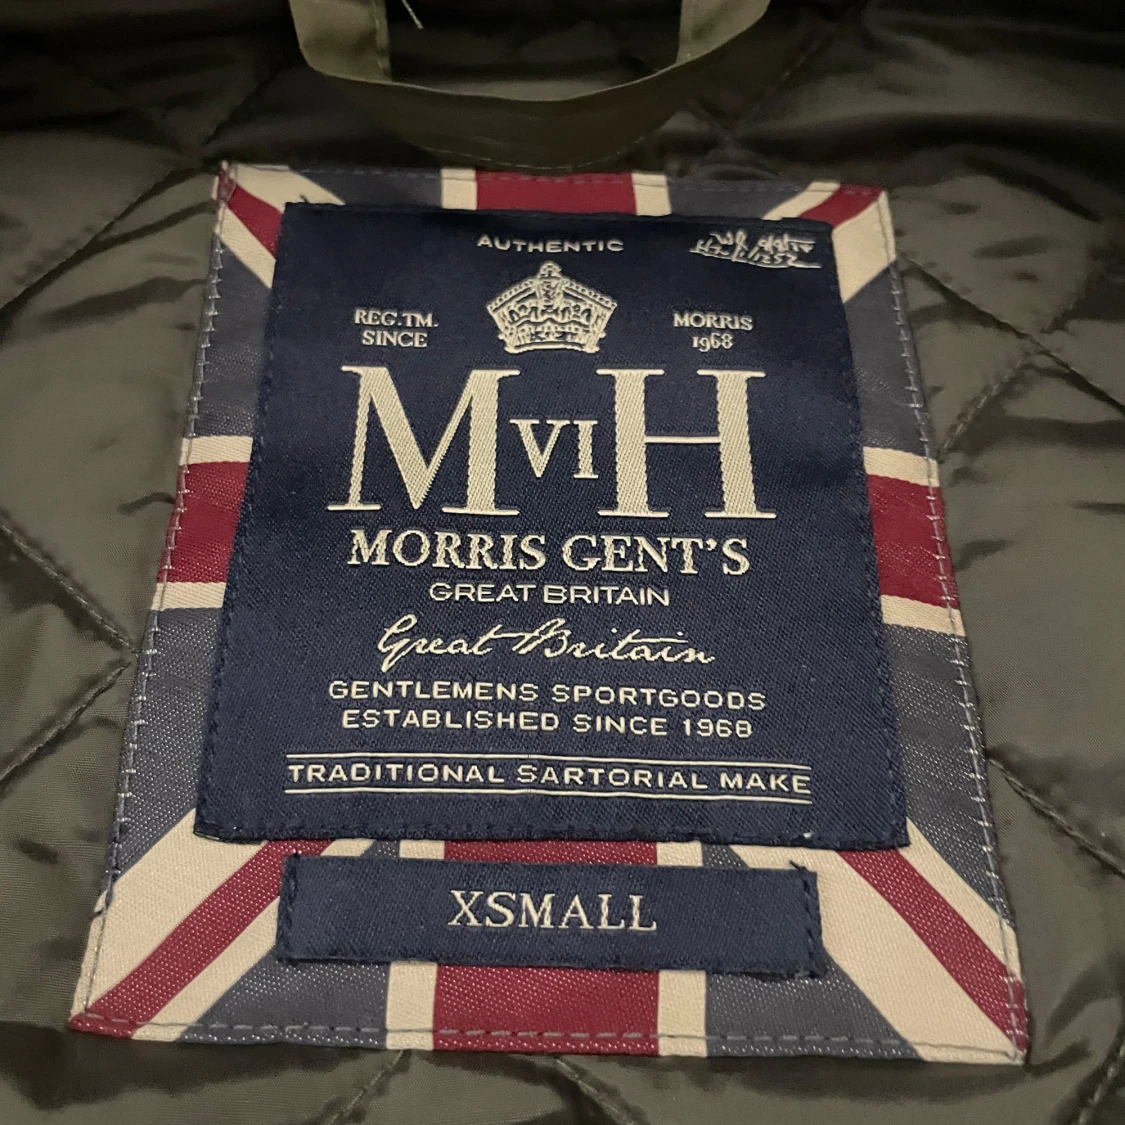 AUTHENTIC
REG.TM. MORRIS
SINCE 1968
MVIH
MORRIS GENT'S
GREAT BRITAIN
Great Britain
GENTLEMENS SPORTGOODS
ESTABLISHED SINCE 1968
TRADITIONAL SARTORIAL MAKE
XSMALL